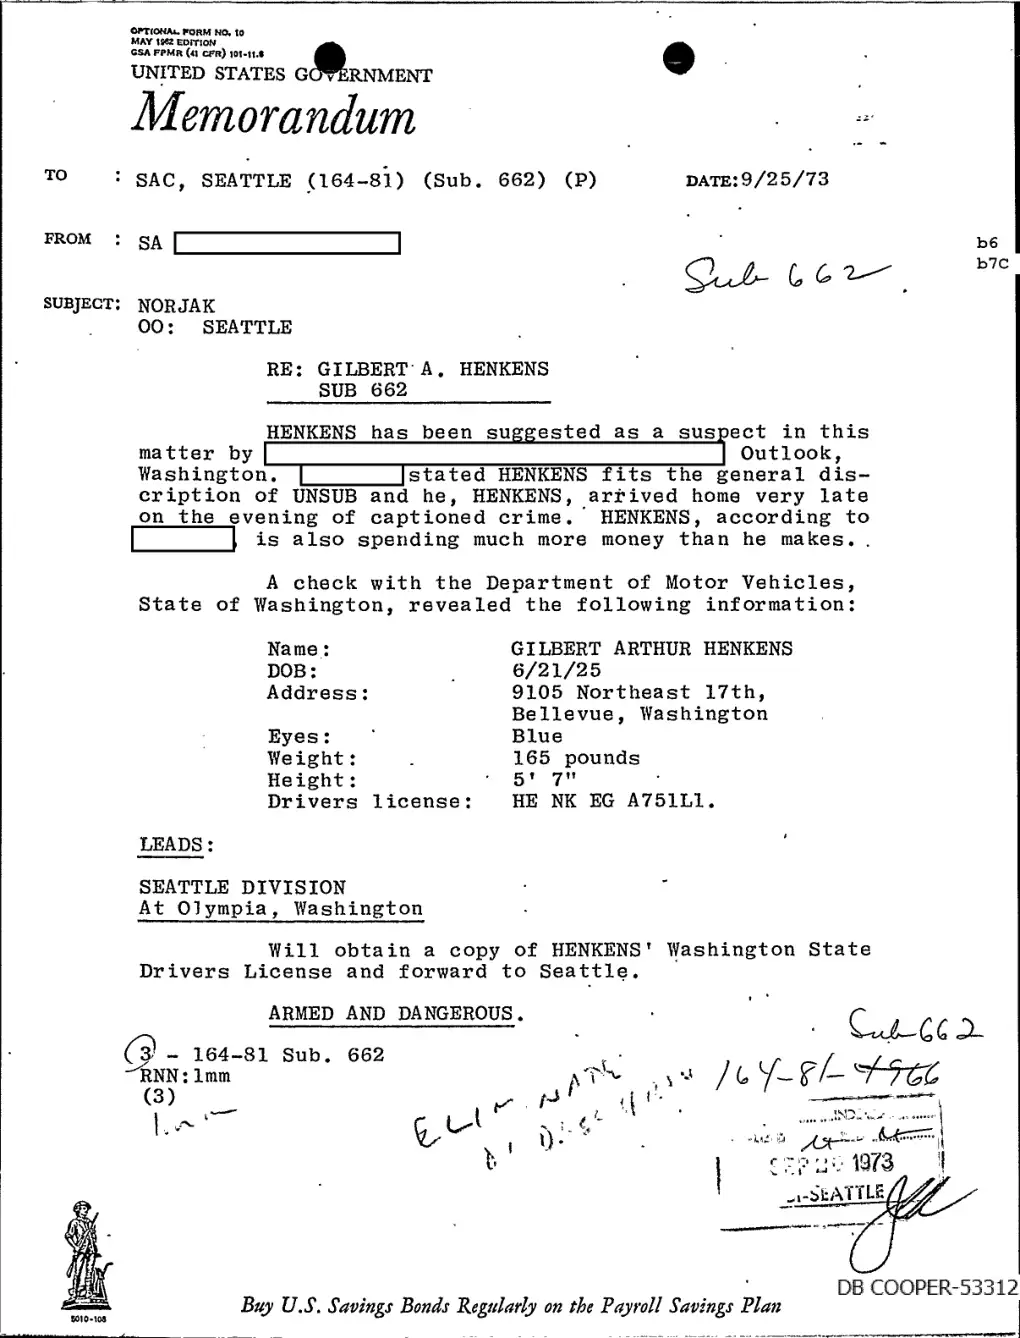 OPTIONAL FORM NO. 10
MAY 1962 EDITION
GSA FPMR (41 CFR) 101-11.6
UNITED STATES GOVERNMENT
Memorandum
TO : SAC, SEATTLE (164-81) (Sub. 662) (P) DATE: 9/25/73
FROM : SA
b6
b7C
Sub 662
SUBJECT: NORJAK
OO: SEATTLE
RE: GILBERT A. HENKENS
SUB 662
HENKENS has been suggested as a suspect in this
matter by Outlook,
Washington. stated HENKENS fits the general dis-
cription of UNSUB and he, HENKENS, arrived home very late
on the evening of captioned crime. HENKENS, according to
, is also spending much more money than he makes.
A check with the Department of Motor Vehicles,
State of Washington, revealed the following information:
Name: GILBERT ARTHUR HENKENS
DOB: 6/21/25
Address: 9105 Northeast 17th,
Bellevue, Washington
Eyes: Blue
Weight: 165 pounds
Height: 5' 7"
Drivers license: HE NK EG A751L1.
LEADS:
SEATTLE DIVISION
At Olympia, Washington
Will obtain a copy of HENKENS' Washington State
Drivers License and forward to Seattle.
ARMED AND DANGEROUS.
Sub 662
3 - 164-81 Sub. 662
RNN:lmm
(3)
ELIMINATE
164-81-4966
1973
SEATTLE
5010-108
Buy U.S. Savings Bonds Regularly on the Payroll Savings Plan
DB COOPER-53312